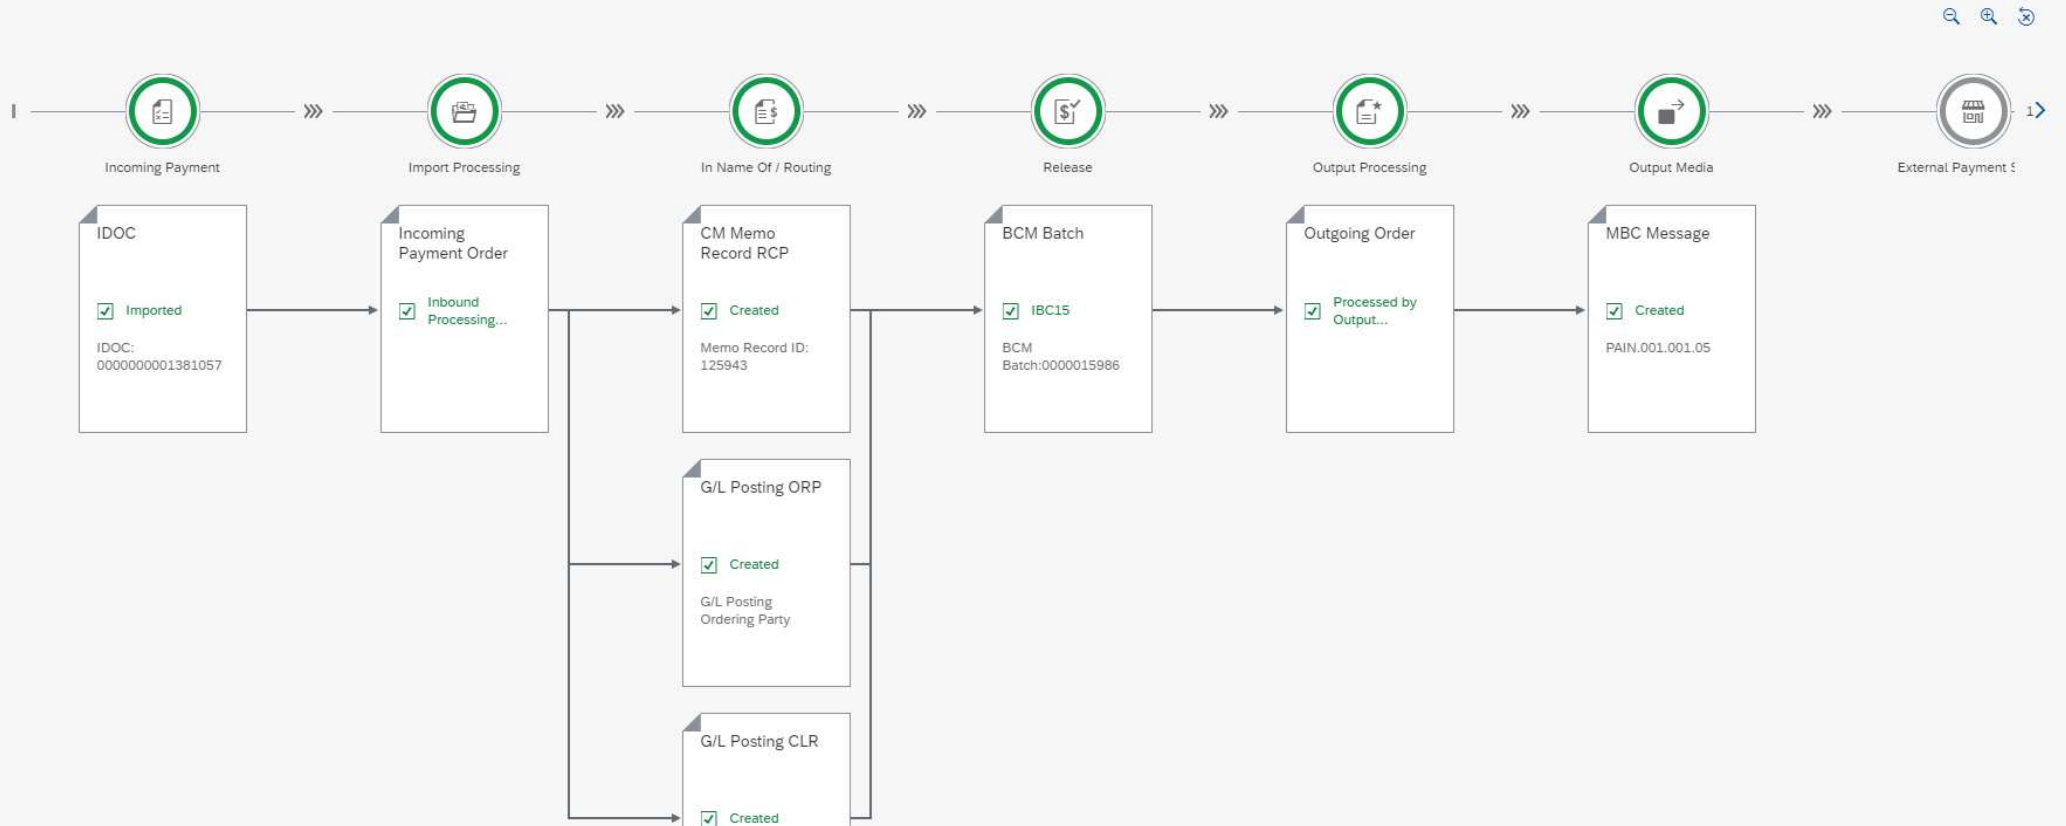 1
Incoming Payment
Import Processing
In Name Of / Routing
Release
Output Processing
Output Media
External Payment S
IDOC
Imported
IDOC:
0000000001381057
Incoming
Payment Order
Inbound
Processing...
CM Memo
Record RCP
Created
Memo Record ID:
125943
G/L Posting ORP
Created
G/L Posting
Ordering Party
G/L Posting CLR
Created
BCM Batch
IBC15
BCM
Batch:0000015986
Outgoing Order
Processed by
Output...
MBC Message
Created
PAIN.001.001.05